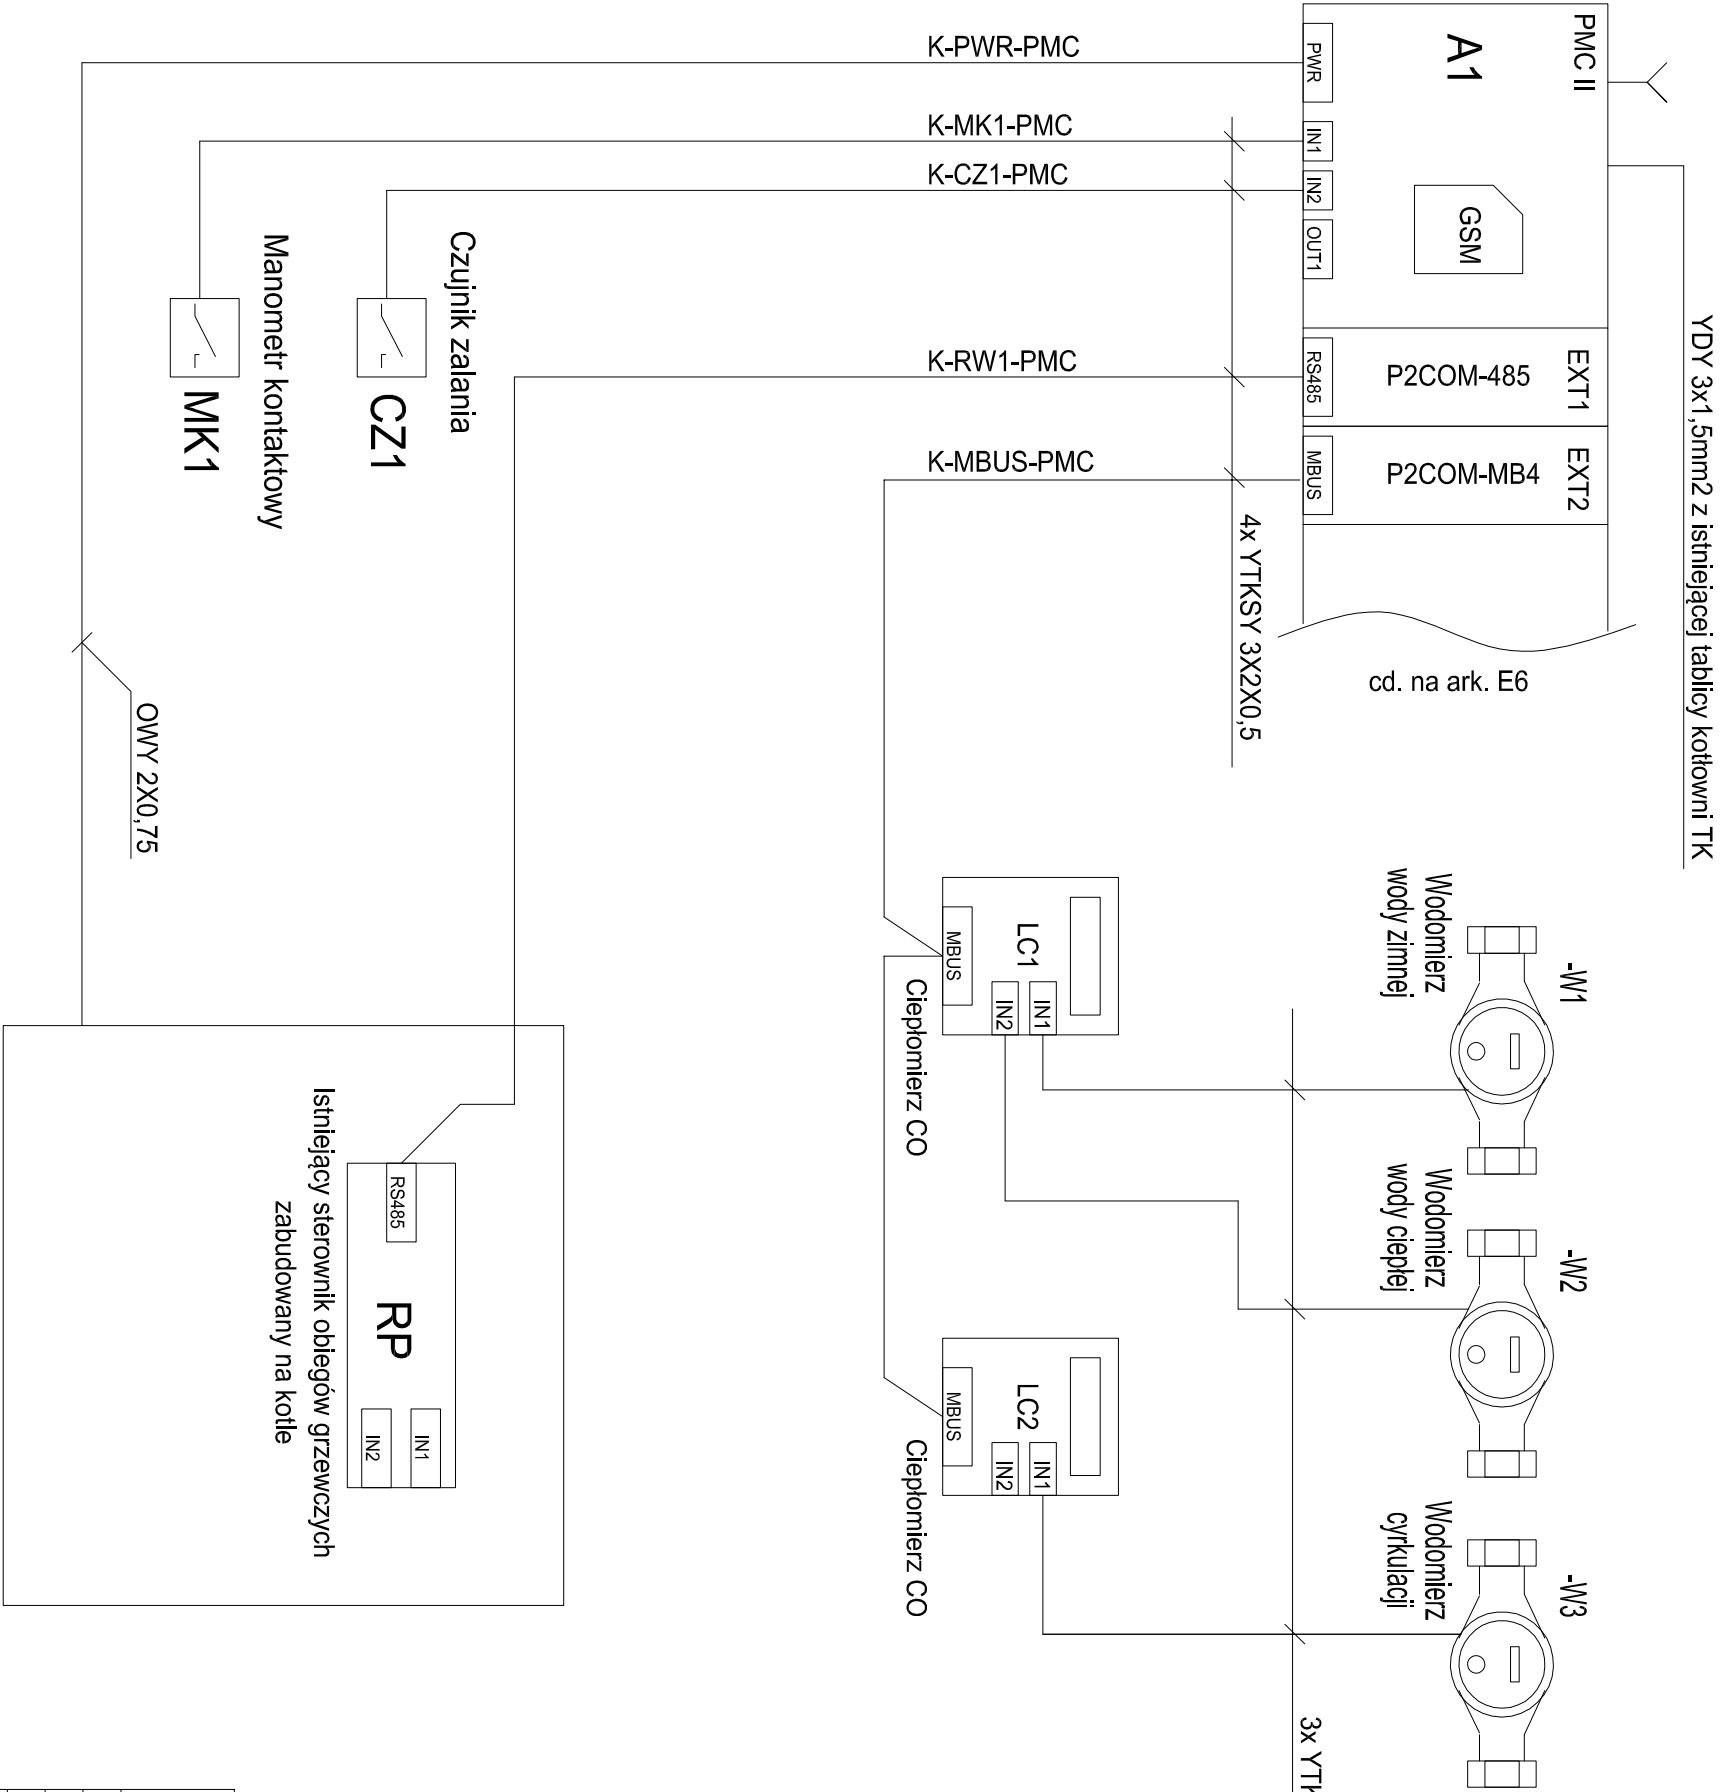 YDY 3x1,5mm2 z istniejącej tablicy kotłowni TK
PMC II
A1
GSM
PWR
IN1
IN2
OUT1
EXT1
P2COM-485
RS485
EXT2
P2COM-MB4
MBUS
cd. na ark. E6
K-PWR-PMC
K-MK1-PMC
K-CZ1-PMC
K-RW1-PMC
K-MBUS-PMC
4x YTKSY 3X2X0,5
Czujnik zalania
CZ1
Manometr kontaktowy
MK1
OWY 2X0,75
-W1
Wodomierz
wody zimnej
-W2
Wodomierz
wody ciepłej
-W3
Wodomierz
cyrkulacji
3x YTK
LC1
IN1
IN2
MBUS
Ciepłomierz CO
LC2
IN1
IN2
MBUS
Ciepłomierz CO
RS485
RP
IN1
IN2
Istniejący sterownik obiegów grzewczych
zabudowany na kotle